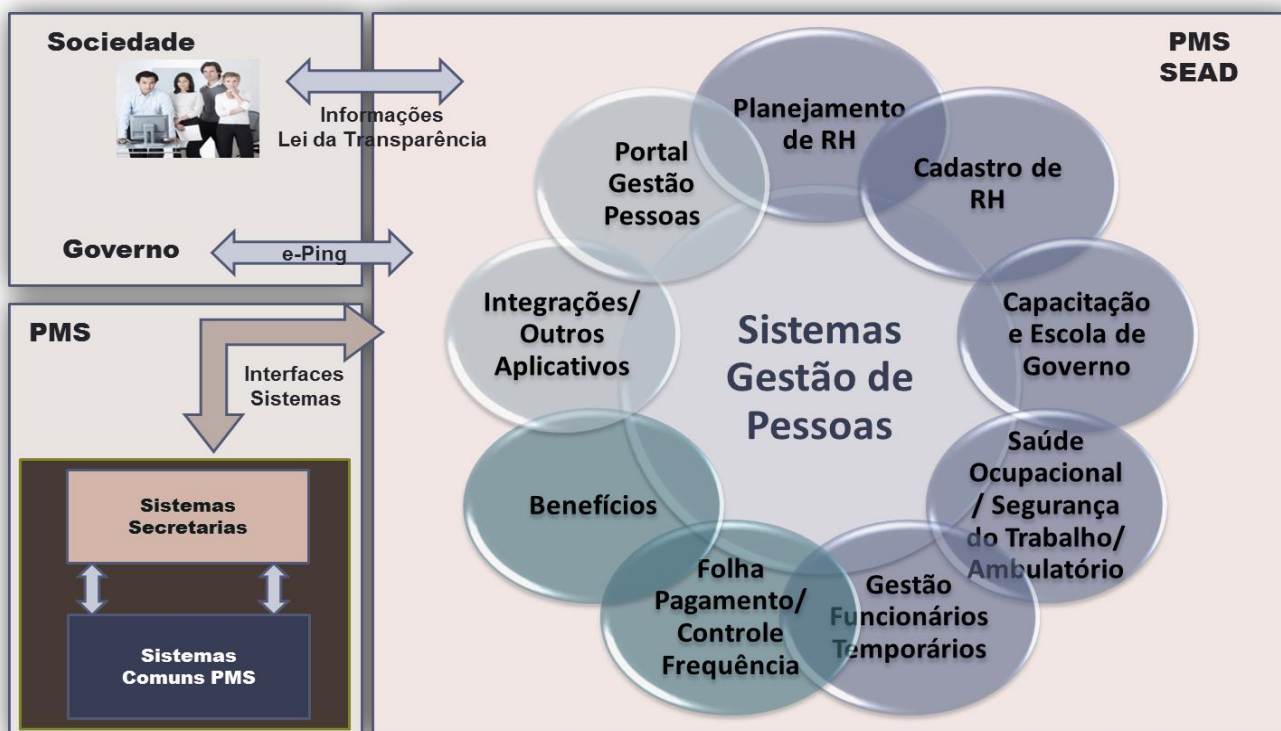 Sociedade
Informações
Lei da Transparência
Governo
e-Ping
PMS
Interfaces
Sistemas
Sistemas
Secretarias
Sistemas
Comuns PMS
PMS
SEAD
Planejamento
de RH
Cadastro de
RH
Capacitação
e Escola de
Governo
Saúde
Ocupacional
/ Segurança
do Trabalho/
Ambulatório
Gestão
Funcionários
Temporários
Folha
Pagamento/
Controle
Frequência
Benefícios
Integrações/
Outros
Aplicativos
Portal
Gestão
Pessoas
Sistemas
Gestão de
Pessoas